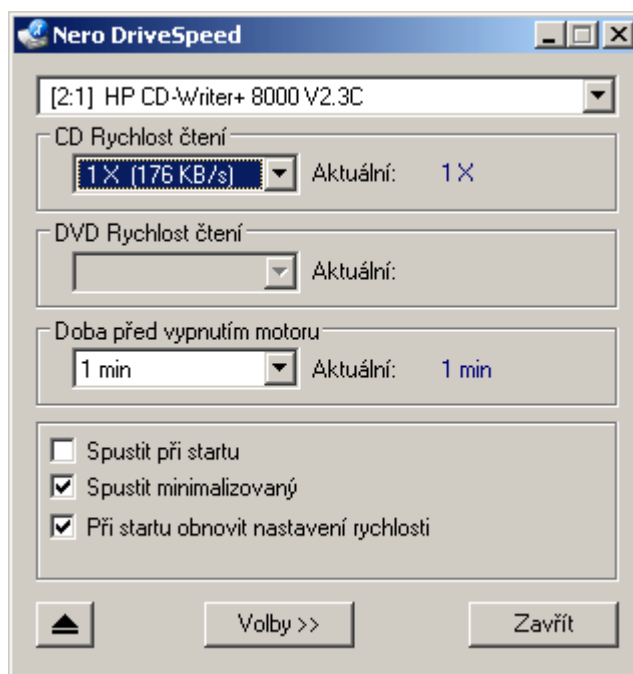 Nero DriveSpeed
[2:1] HP CD-Writer+ 8000 V2.3C
CD Rychlost čtení
1 X (176 KB/s) Aktuální: 1 X
DVD Rychlost čtení
Aktuální:
Doba před vypnutím motoru
1 min Aktuální: 1 min
Spustit při startu
Spustit minimalizovaný
Při startu obnovit nastavení rychlosti
Volby >> Zavřít